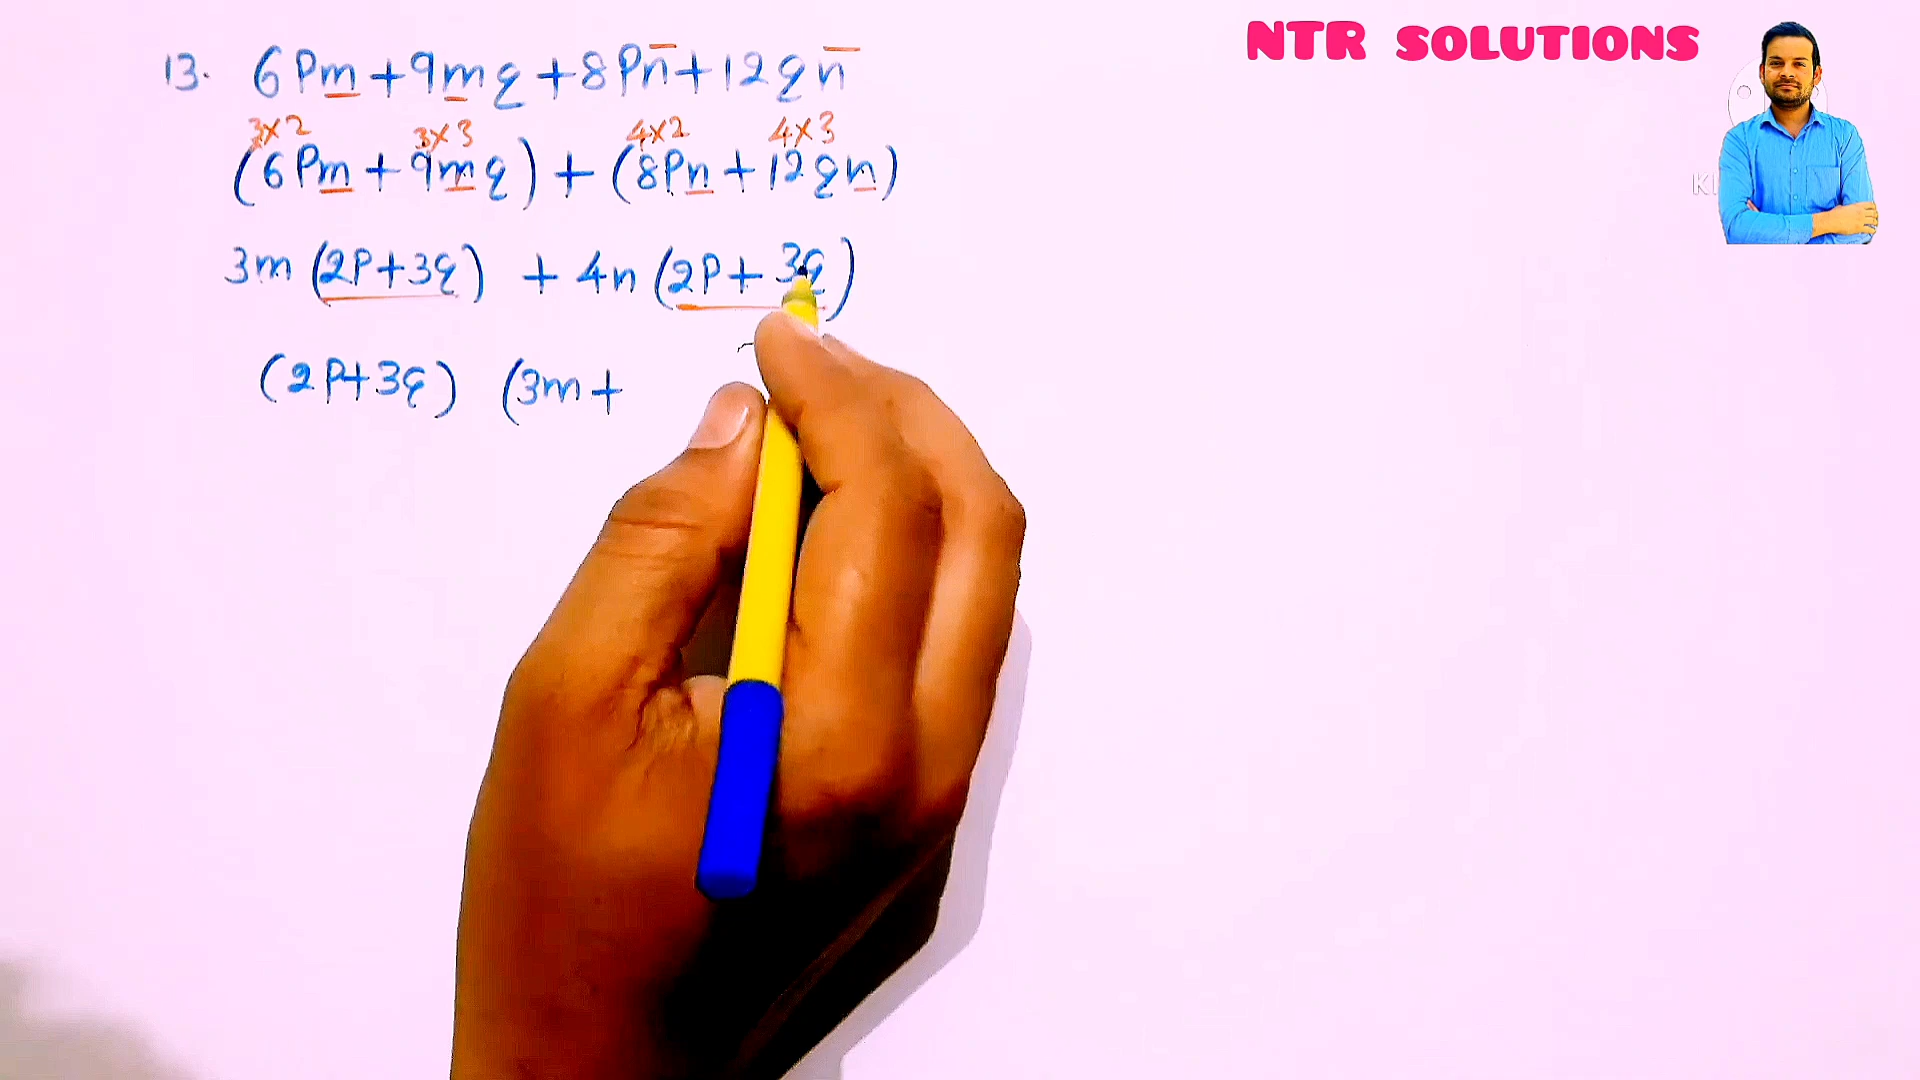 NTR SOLUTIONS
13. 6Pm+9mq+8Pn+12qn
3×2 3×3 4×2 4×3
(6Pm+9mq)+(8Pn+12qn)
3m(2P+3q) +4n(2P+3q)
(2P+3q) (3m+